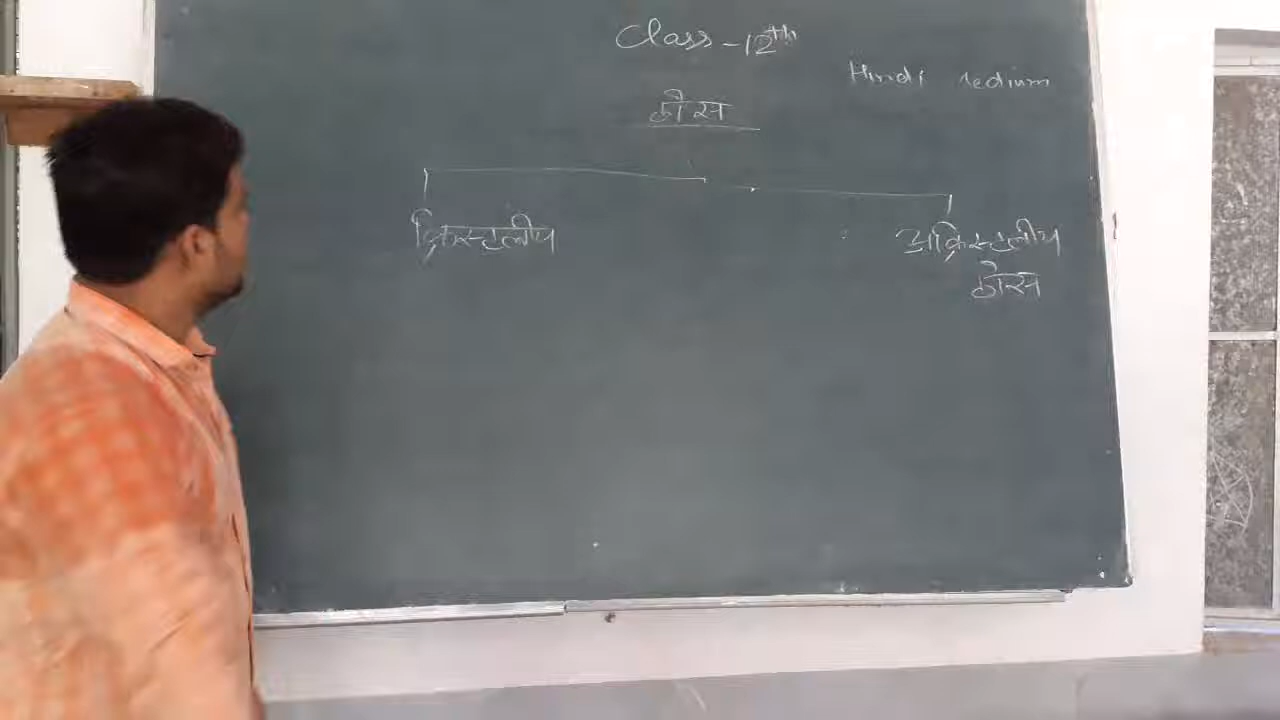 Class - 12th
Hindi Medium
ठोस
क्रिस्टलीय
अक्रिस्टलीय
ठोस